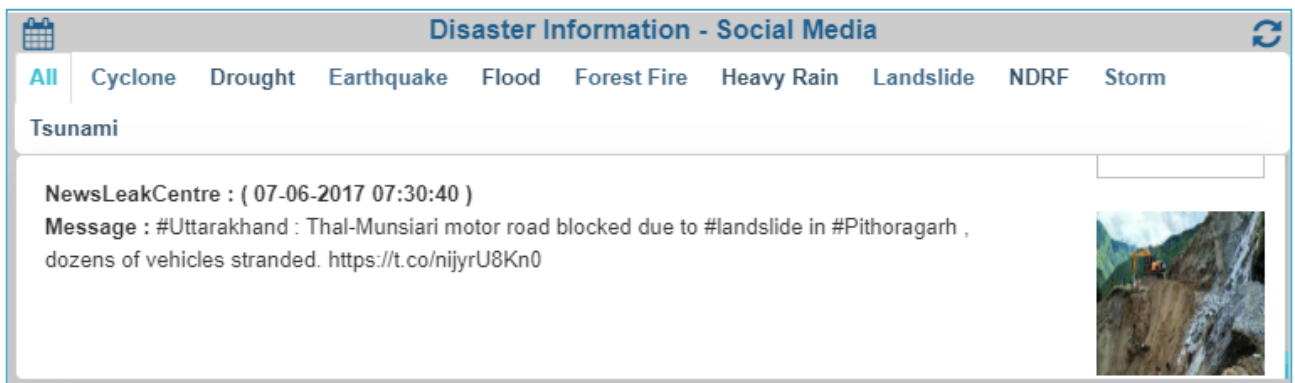 Disaster Information - Social Media
All Cyclone Drought Earthquake Flood Forest Fire Heavy Rain Landslide NDRF Storm
Tsunami
NewsLeakCentre : ( 07-06-2017 07:30:40 )
Message : #Uttarakhand : Thal-Munsiari motor road blocked due to #landslide in #Pithoragarh ,
dozens of vehicles stranded. https://t.co/nijyrU8Kn0